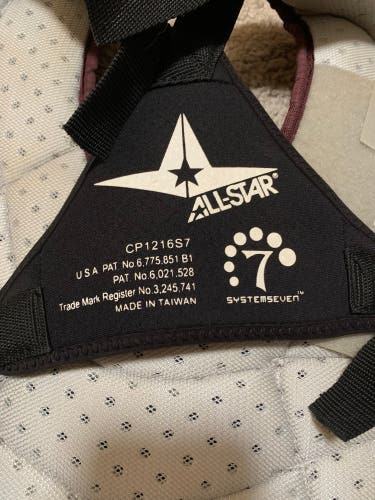 ALL-STAR®
CP1216S7
USA PAT. No 6,775,851 B1
PAT. No 6,021,528
Trade Mark Register No.3,245,741
MADE IN TAIWAN
7
SYSTEMSEVEN™